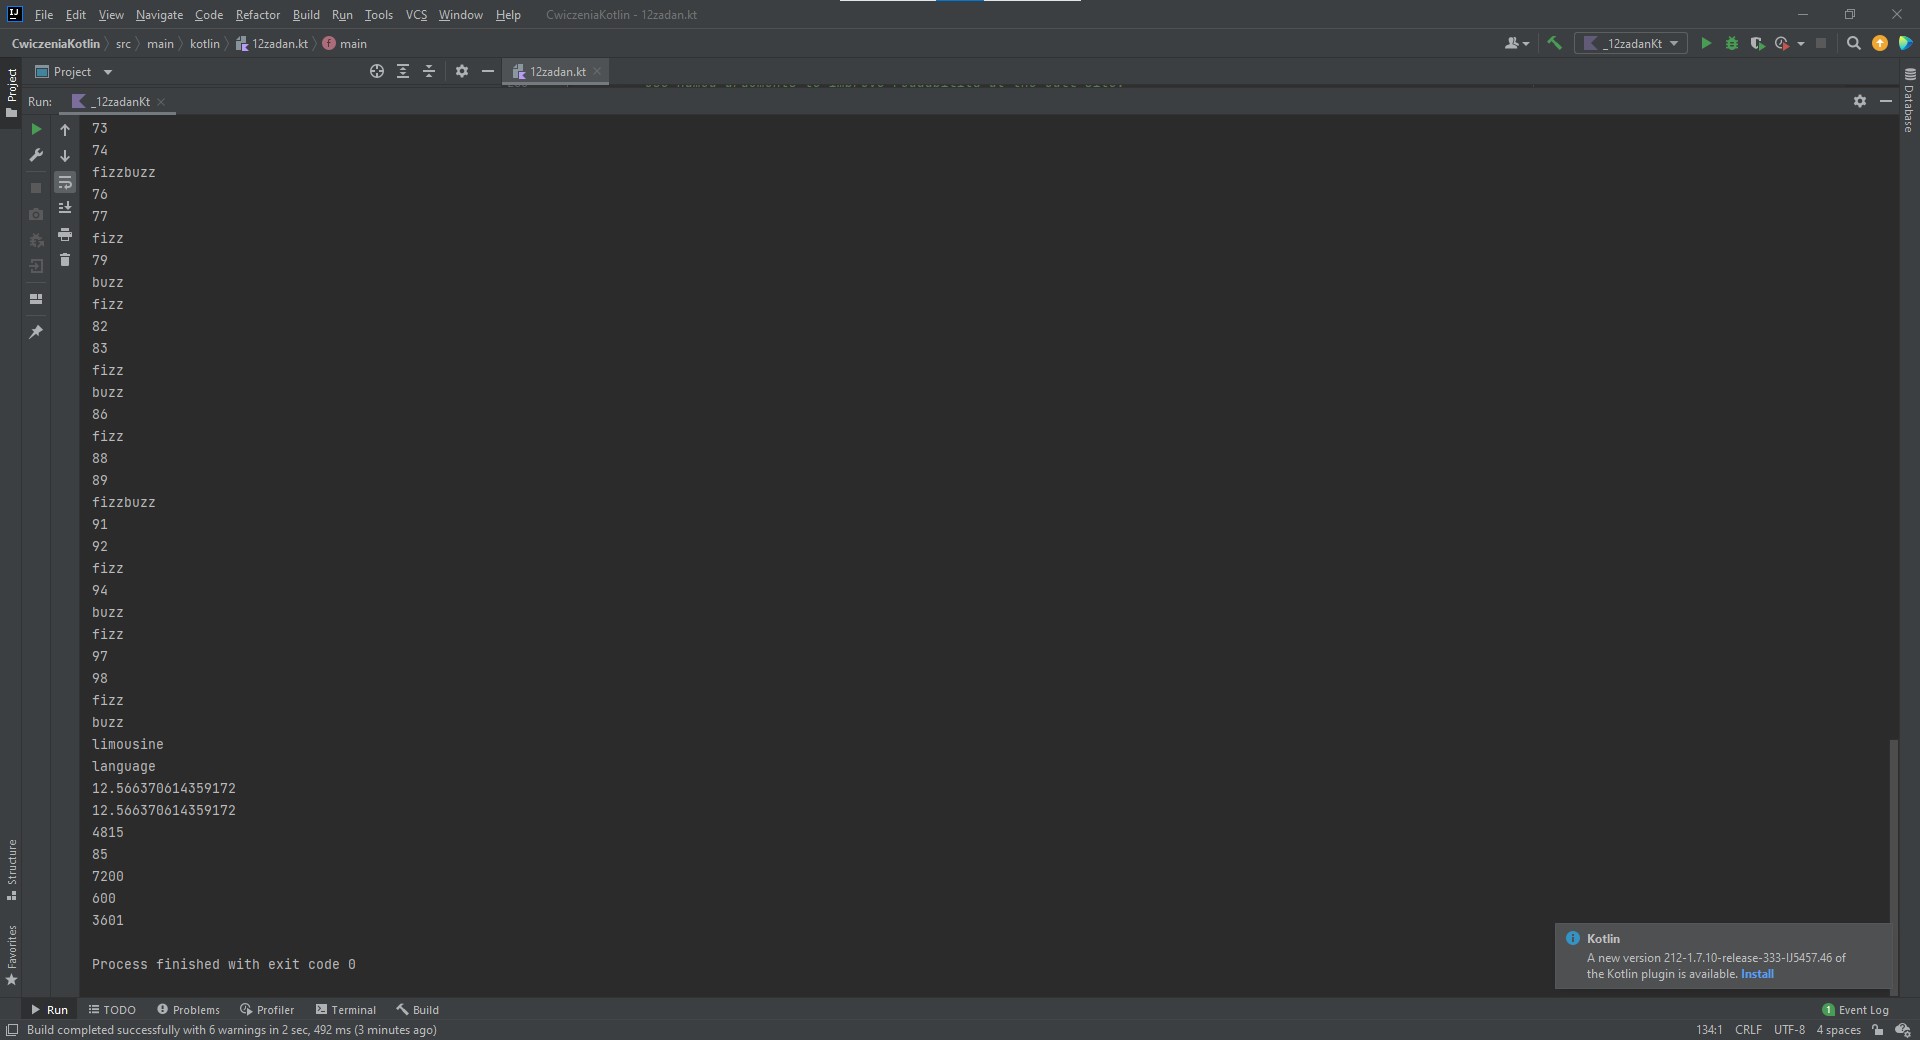 File Edit View Navigate Code Refactor Build Run Tools VCS Window Help CwiczeniaKotlin - 12zadan.kt
CwiczeniaKotlin src main kotlin 12zadan.kt main _12zadanKt
Project 12zadan.kt
Run: _12zadanKt
73
74
fizzbuzz
76
77
fizz
79
buzz
fizz
82
83
fizz
buzz
86
fizz
88
89
fizzbuzz
91
92
fizz
94
buzz
fizz
97
98
fizz
buzz
limousine
language
12.566370614359172
12.566370614359172
4815
85
7200
600
3601
Process finished with exit code 0
Project
Structure
Favorites
Database
Kotlin
A new version 212-1.7.10-release-333-IJ5457.46 of
the Kotlin plugin is available. Install
Run TODO Problems Profiler Terminal Build 1 Event Log
Build completed successfully with 6 warnings in 2 sec, 492 ms (3 minutes ago) 134:1 CRLF UTF-8 4 spaces